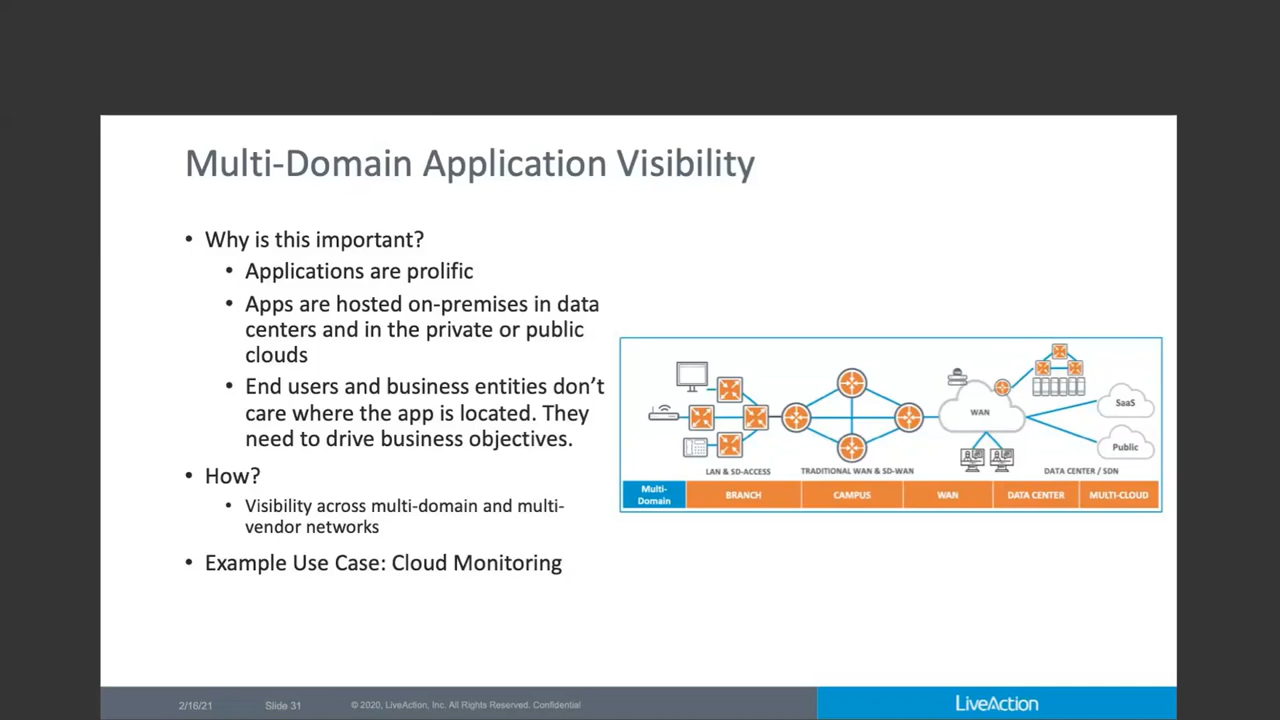 Multi-Domain Application Visibility
• Why is this important?
• Applications are prolific
• Apps are hosted on-premises in data
centers and in the private or public
clouds
• End users and business entities don’t
care where the app is located. They
need to drive business objectives.
• How?
• Visibility across multi-domain and multi-
vendor networks
• Example Use Case: Cloud Monitoring
WAN
SaaS
Public
LAN & SD-ACCESS
TRADITIONAL WAN & SD-WAN
DATA CENTER / SDN
Multi-
Domain
BRANCH
CAMPUS
WAN
DATA CENTER
MULTI-CLOUD
2/16/21
Slide 31
© 2020, LiveAction, Inc. All Rights Reserved. Confidential
LiveAction